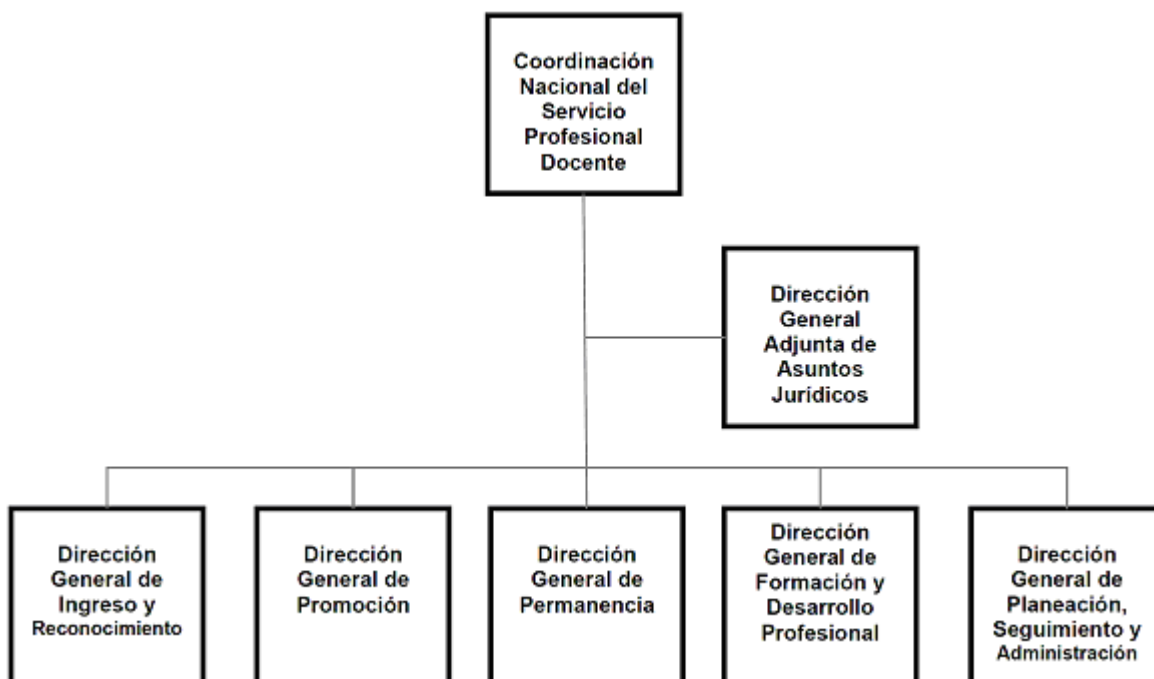 Coordinación
Nacional del
Servicio
Profesional
Docente
Dirección
General
Adjunta de
Asuntos
Jurídicos
Dirección
General de
Ingreso y
Reconocimiento
Dirección
General de
Promoción
Dirección
General de
Permanencia
Dirección
General de
Formación y
Desarrollo
Profesional
Dirección
General de
Planeación,
Seguimiento y
Administración